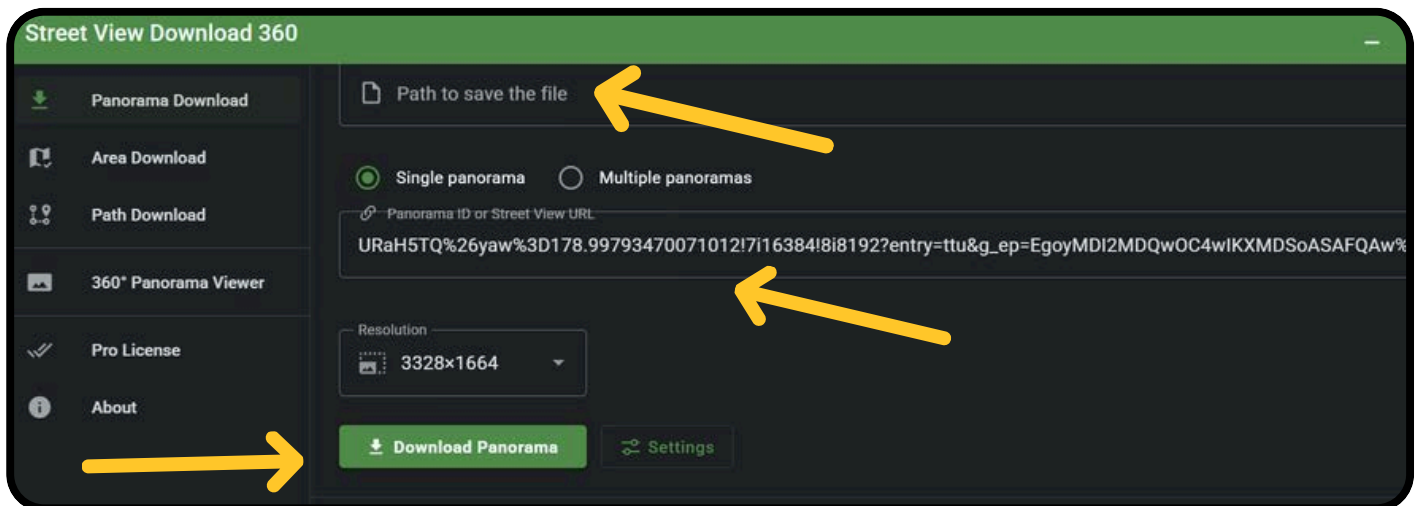 Street View Download 360
Panorama Download
Area Download
Path Download
360° Panorama Viewer
Pro License
About
Path to save the file
Single panorama
Multiple panoramas
Panorama ID or Street View URL
URaH5TQ%26yaw%3D178.99793470071012!7i16384!8i8192?entry=ttu&g_ep=EgoyMDI2MDQwOC4wIKXMDSoASAFQAw%
Resolution
3328×1664
Download Panorama
Settings